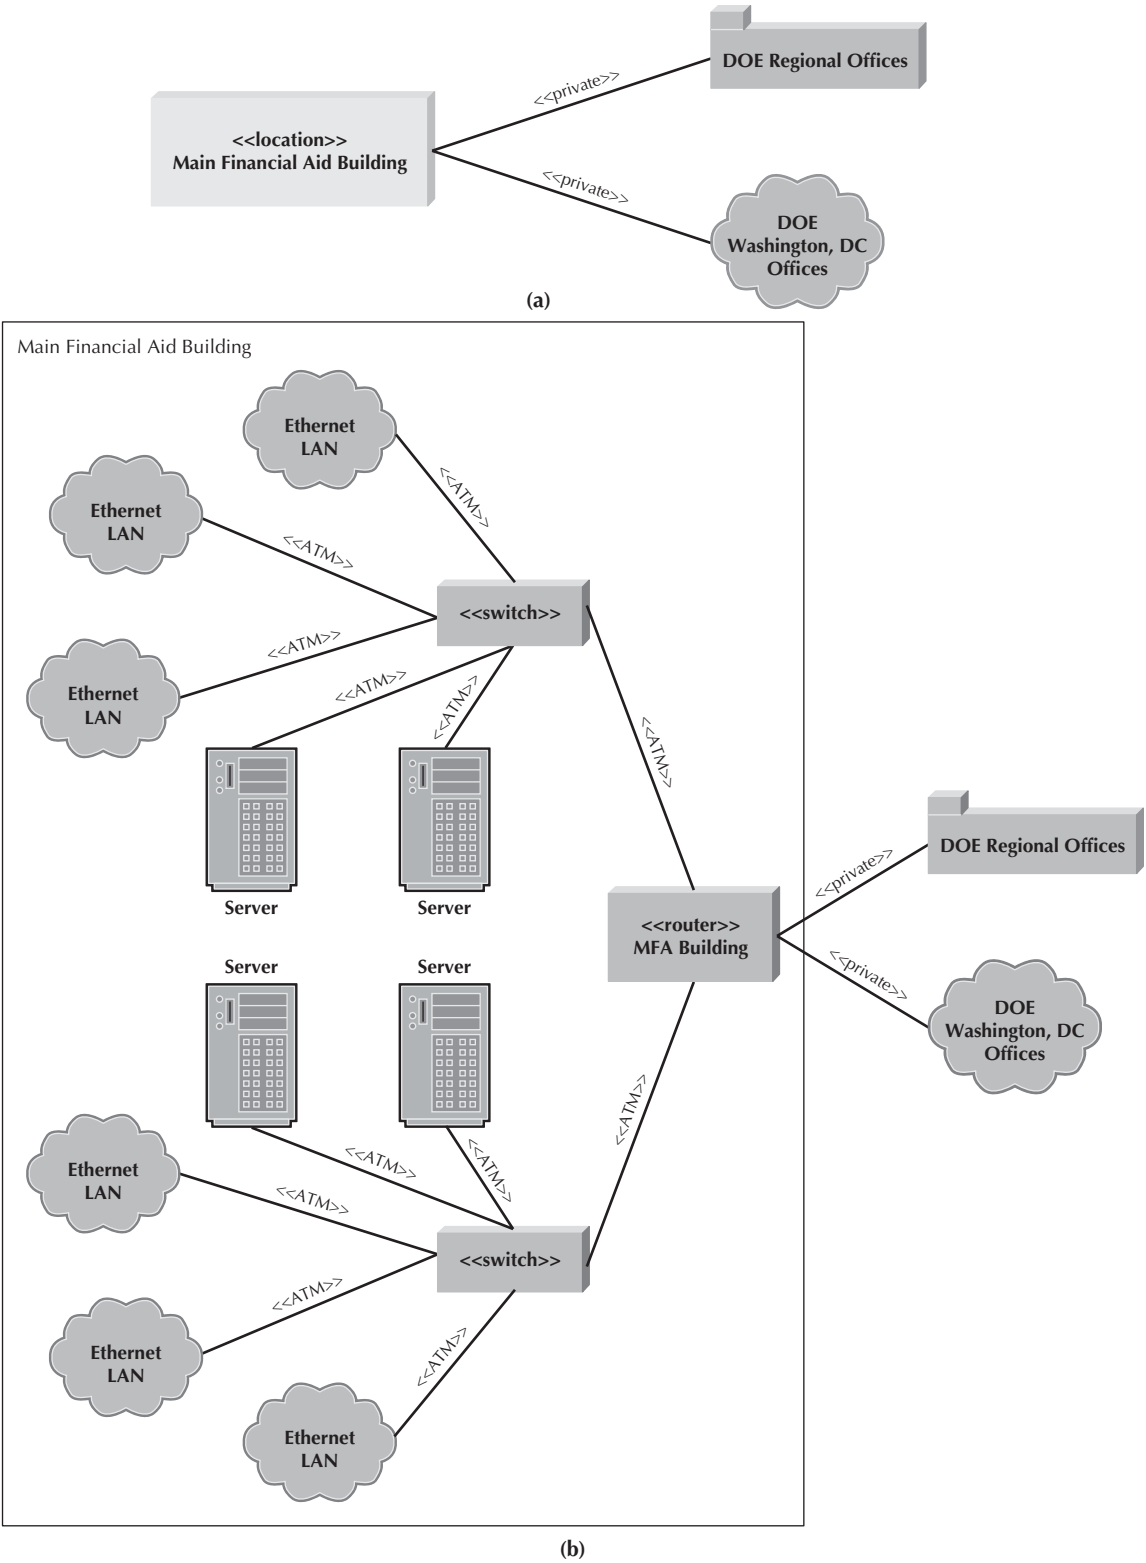 DOE Regional Offices
<<private>>
<<location>>
Main Financial Aid Building
<<private>>
DOE
Washington, DC
Offices
(a)
Main Financial Aid Building
Ethernet
LAN
<<ATM>>
Ethernet
LAN
<<ATM>>
<<switch>>
<<ATM>>
Ethernet
LAN
<<ATM>>
<<ATM>>
<<ATM>>
Server
Server
DOE Regional Offices
<<private>>
<<router>>
MFA Building
<<private>>
DOE
Washington, DC
Offices
Server
Server
<<ATM>>
<<ATM>>
<<ATM>>
Ethernet
LAN
<<ATM>>
<<switch>>
<<ATM>>
Ethernet
LAN
<<ATM>>
Ethernet
LAN
(b)